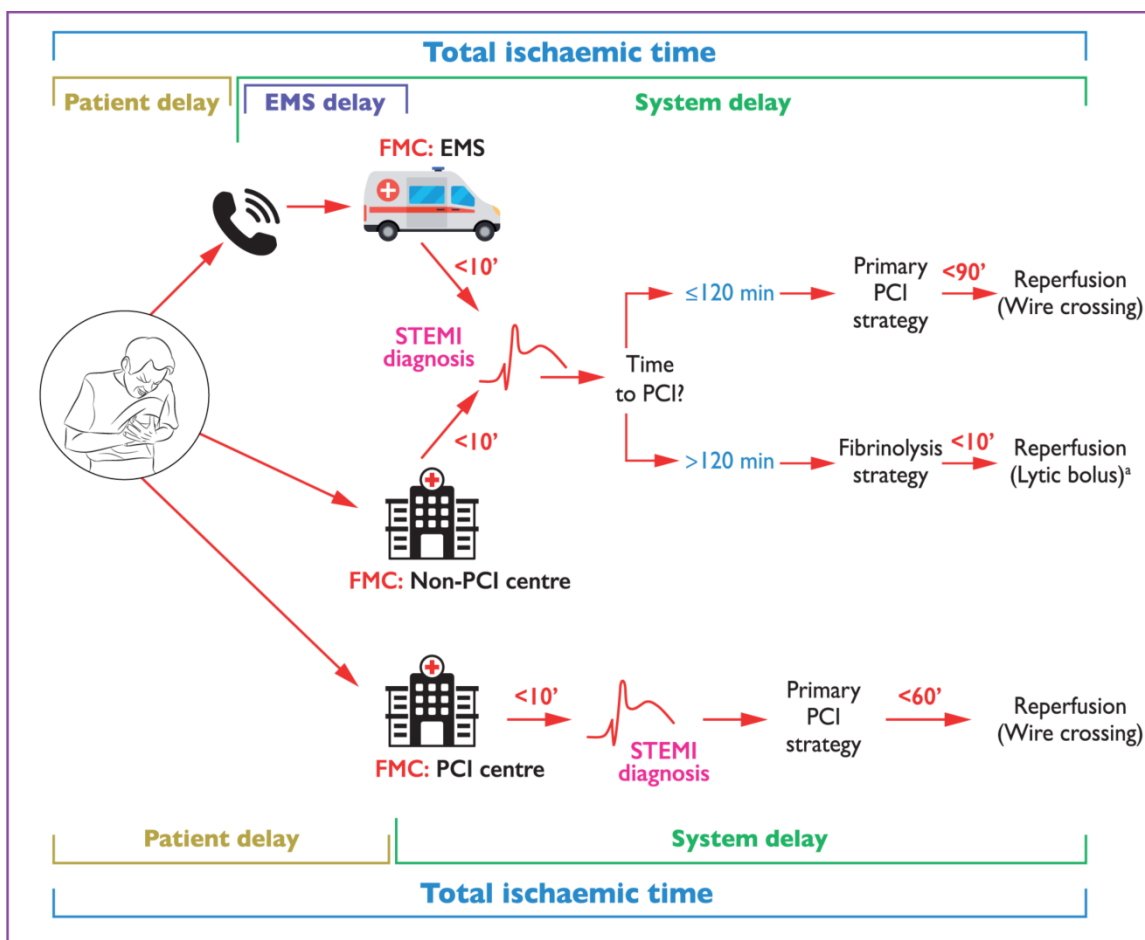 Total ischaemic time
Patient delay
EMS delay
System delay
FMC: EMS
<10'
STEMI
diagnosis
<10'
FMC: Non-PCI centre
Time
to PCI?
≤120 min
Primary
PCI
strategy
<90'
Reperfusion
(Wire crossing)
>120 min
Fibrinolysis
strategy
<10'
Reperfusion
(Lytic bolus)ᵃ
FMC: PCI centre
<10'
STEMI
diagnosis
Primary
PCI
strategy
<60'
Reperfusion
(Wire crossing)
Patient delay
System delay
Total ischaemic time